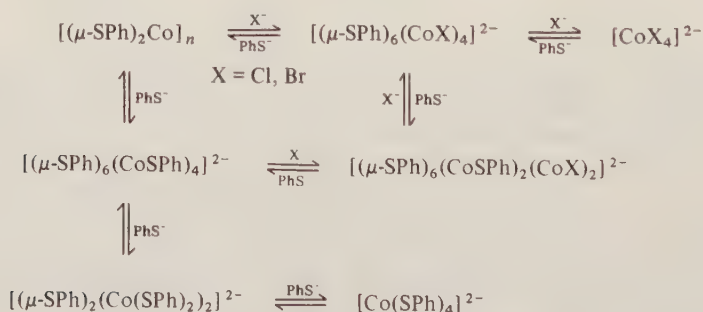 [(μ-SPh)₂Co]ₙ X⁻ ⇌ PhS⁻ [(μ-SPh)₆(CoX)₄]²⁻ X⁻ ⇌ PhS⁻ [CoX₄]²⁻
X = Cl, Br
⇅ PhS⁻ X⁻ ⇅ PhS⁻
[(μ-SPh)₆(CoSPh)₄]²⁻ X ⇌ PhS [(μ-SPh)₆(CoSPh)₂(CoX)₂]²⁻
⇅ PhS⁻
[(μ-SPh)₂(Co(SPh)₂)₂]²⁻ PhS⁻ ⇌ [Co(SPh)₄]²⁻